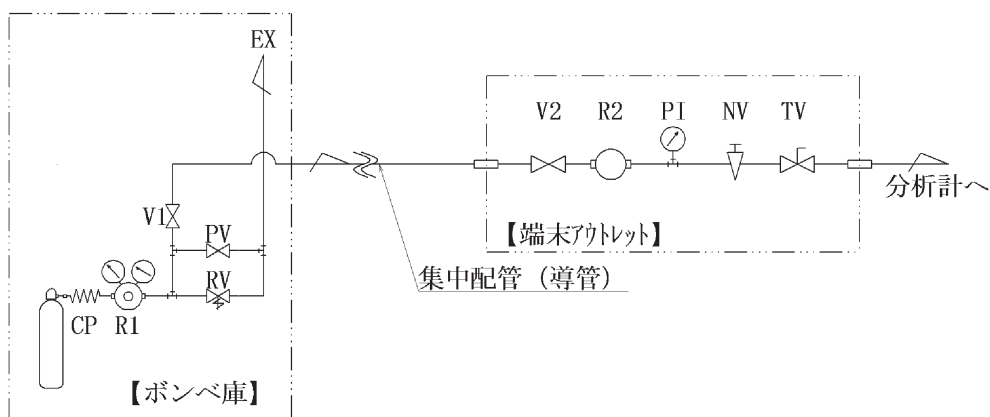 EX
V2 R2 PI NV TV
V1
PV
分析計へ
【端末アウトレット】
RV
集中配管（導管）
CP R1
【ボンベ庫】